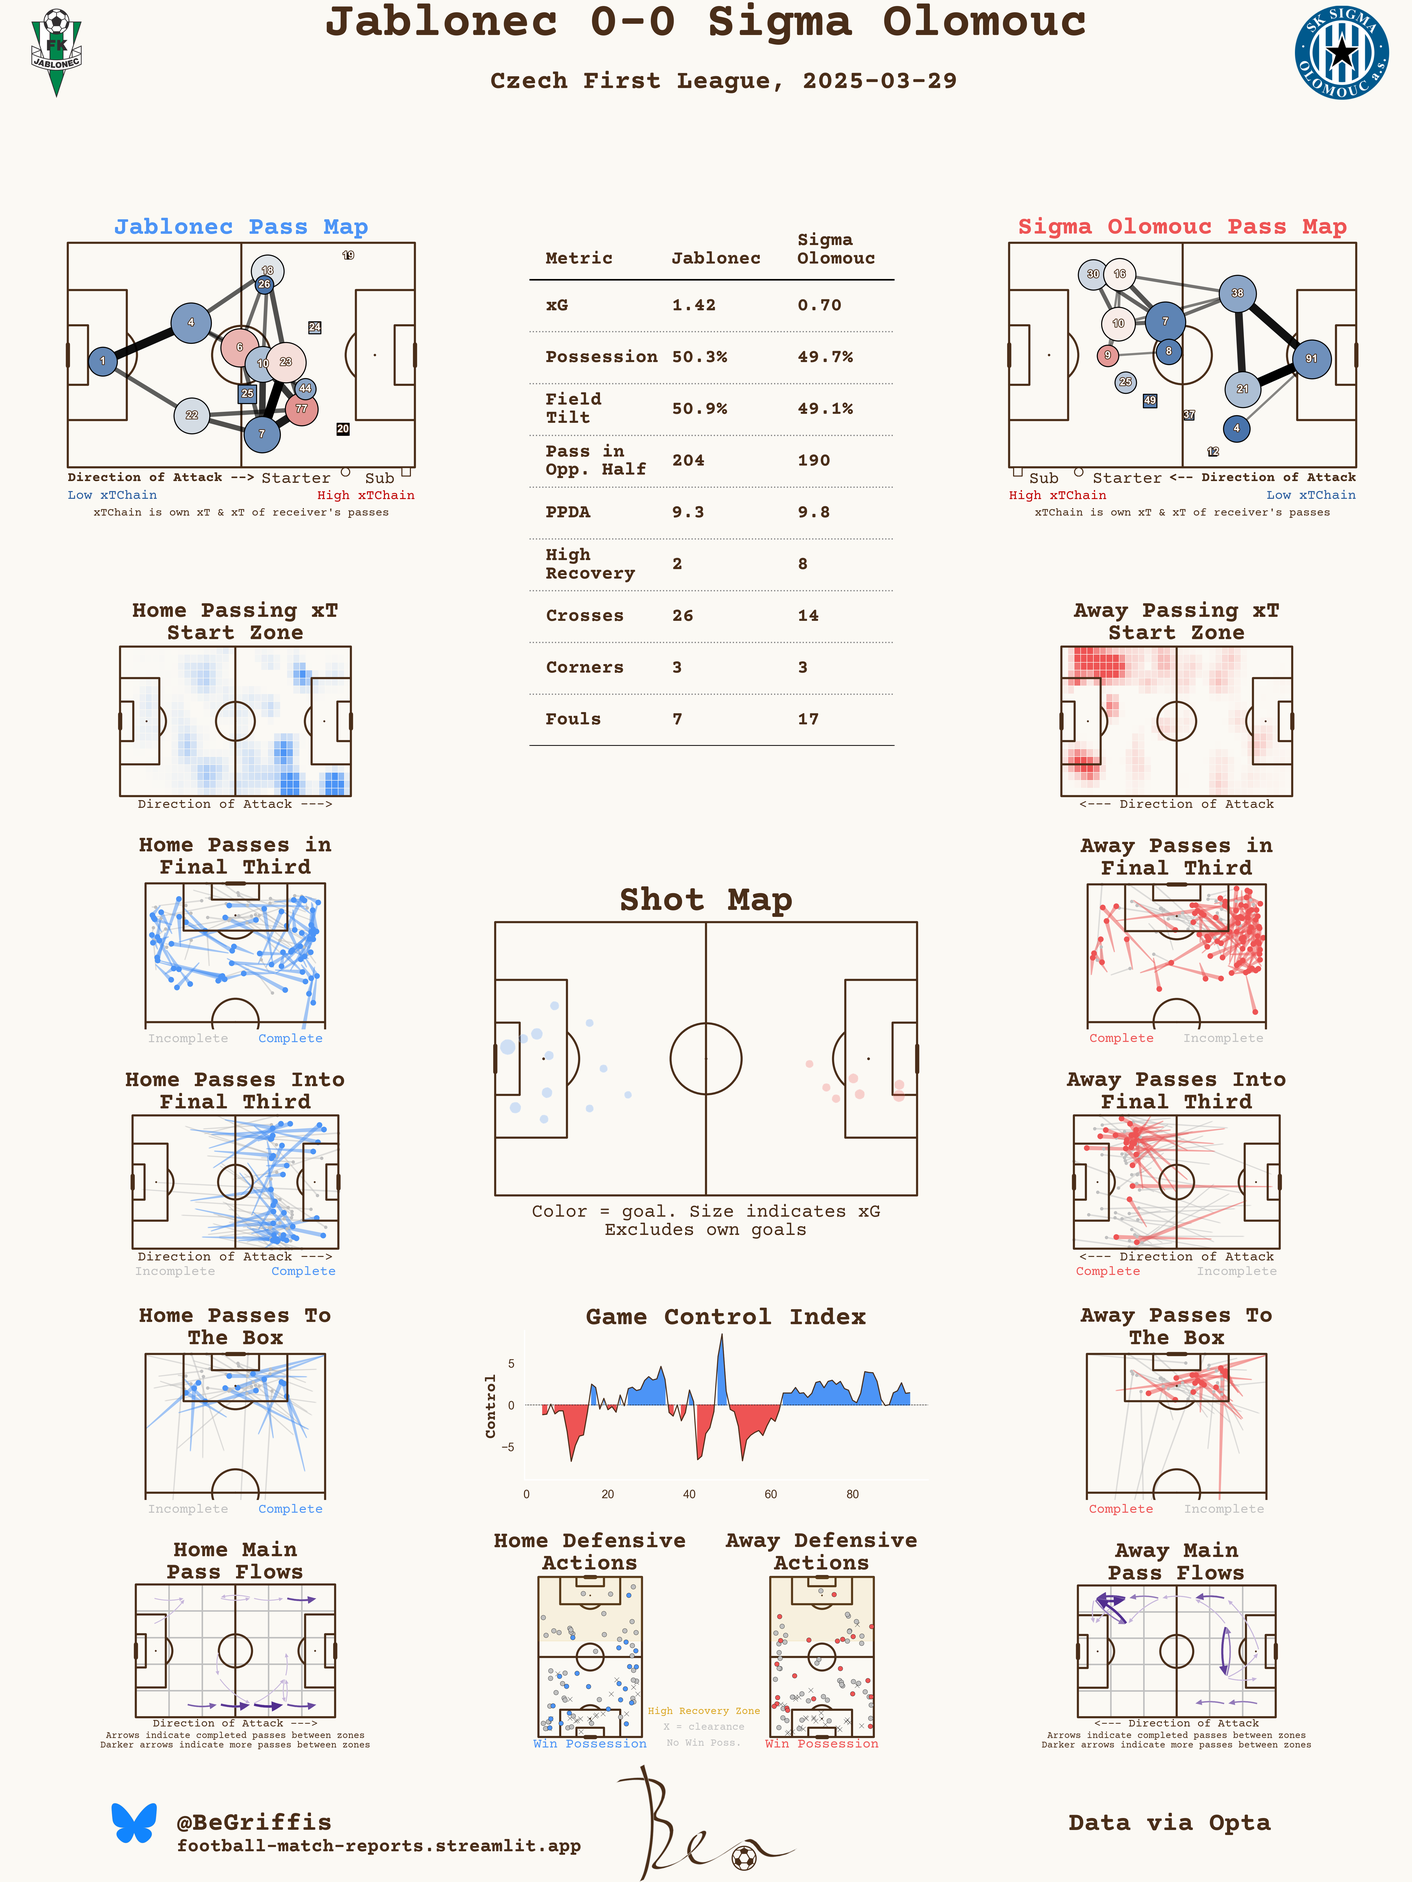 Jablonec 0-0 Sigma Olomouc
Czech First League, 2025-03-29
FK
JABLONEC
SK SIGMA
OLOMOUC a.s.
Jablonec Pass Map
19
18
26
4
24
6
1
10
23
44
25
77
22
20
7
Direction of Attack --> Starter Sub
Low xTChain High xTChain
xTChain is own xT & xT of receiver's passes
Metric Jablonec Sigma Olomouc
xG 1.42 0.70
Possession 50.3% 49.7%
Field Tilt 50.9% 49.1%
Pass in Opp. Half 204 190
PPDA 9.3 9.8
High Recovery 2 8
Crosses 26 14
Corners 3 3
Fouls 7 17
Sigma Olomouc Pass Map
30
16
38
10
7
9
8
91
25
21
49
37
4
12
Sub Starter <-- Direction of Attack
High xTChain Low xTChain
xTChain is own xT & xT of receiver's passes
Home Passing xT
Start Zone
Direction of Attack --->
Away Passing xT
Start Zone
<--- Direction of Attack
Home Passes in
Final Third
Incomplete Complete
Away Passes in
Final Third
Complete Incomplete
Shot Map
Color = goal. Size indicates xG
Excludes own goals
Home Passes Into
Final Third
Direction of Attack --->
Incomplete Complete
Away Passes Into
Final Third
<--- Direction of Attack
Complete Incomplete
Home Passes To
The Box
Incomplete Complete
Game Control Index
Control
5
0
−5
0 20 40 60 80
Away Passes To
The Box
Complete Incomplete
Home Main
Pass Flows
Direction of Attack --->
Arrows indicate completed passes between zones
Darker arrows indicate more passes between zones
Home Defensive
Actions
Win Possession
High Recovery Zone
X = clearance
No Win Poss.
Away Defensive
Actions
Win Possession
Away Main
Pass Flows
<--- Direction of Attack
Arrows indicate completed passes between zones
Darker arrows indicate more passes between zones
@BeGriffis
football-match-reports.streamlit.app
Ben
Data via Opta